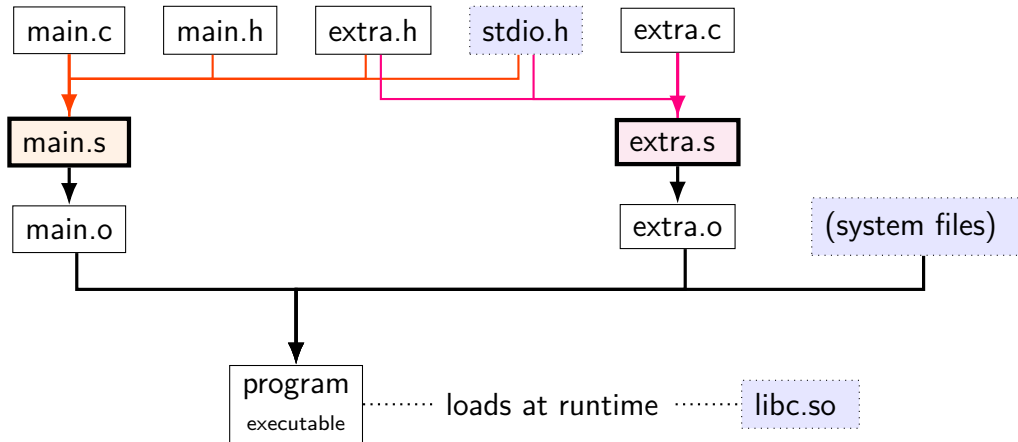 main.c
main.h
extra.h
stdio.h
extra.c
main.s
extra.s
main.o
extra.o
(system files)
program
executable
loads at runtime
libc.so